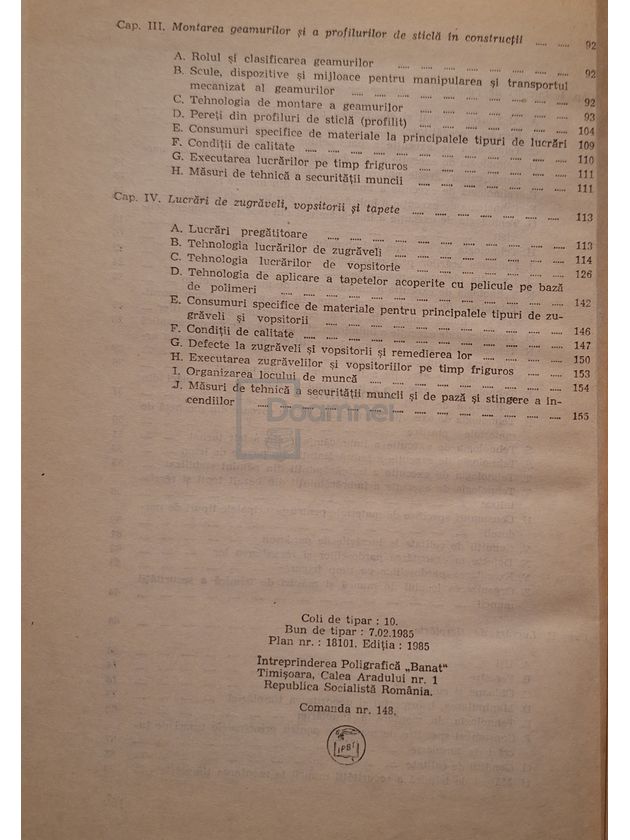 Cap. III. Montarea geamurilor și a profilurilor de sticlă în construcții ..... ..... 92
A. Rolul și clasificarea geamurilor ..... ..... ..... ..... ..... ..... ..... 92
B. Scule, dispozitive și mijloace pentru manipularea și transportul
mecanizat al geamurilor ..... ..... ..... ..... ..... ..... ..... ..... 92
C. Tehnologia de montare a geamurilor ..... ..... ..... ..... ..... ..... 93
D. Pereți din profiluri de sticlă (profilit) ..... ..... ..... ..... ..... ..... 104
E. Consumuri specifice de materiale la principalele tipuri de lucrări 109
F. Condiții de calitate ..... ..... ..... ..... ..... ..... ..... ..... ..... 110
G. Executarea lucrărilor pe timp friguros ..... ..... ..... ..... ..... ..... 111
H. Măsuri de tehnică a securității muncii ..... ..... ..... ..... ..... ..... 111
Cap. IV. Lucrări de zugrăveli, vopsitorii și tapete ..... ..... ..... ..... ..... ..... 113
A. Lucrări pregătitoare ..... ..... ..... ..... ..... ..... ..... ..... 113
B. Tehnologia lucrărilor de zugrăveli ..... ..... ..... ..... ..... ..... 114
C. Tehnologia lucrărilor de vopsitorie ..... ..... ..... ..... ..... ..... 126
D. Tehnologia de aplicare a tapetelor acoperite cu pelicule pe bază
de polimeri ..... ..... ..... ..... ..... ..... ..... ..... ..... ..... 142
E. Consumuri specifice de materiale pentru principalele tipuri de zu-
grăveli și vopsitorii ..... ..... ..... ..... ..... ..... ..... ..... ..... 146
F. Condiții de calitate ..... ..... ..... ..... ..... ..... ..... ..... ..... 147
G. Defecte la zugrăveli și vopsitorii și remedierea lor ..... ..... ..... 150
H. Executarea zugrăvelilor și vopsitoriilor pe timp friguros ..... ..... 153
I. Organizarea locului de muncă ..... ..... ..... ..... ..... ..... ..... 154
J. Măsuri de tehnică a securității muncii și de pază și stingere a in-
cendiilor ..... ..... ..... ..... ..... ..... ..... ..... ..... ..... ..... 155
Doamnei
Coli de tipar : 10.
Bun de tipar : 7.02.1985
Plan nr. : 18101. Ediția : 1985
Întreprinderea Poligrafică „Banat“
Timișoara, Calea Aradului nr. 1
Republica Socialistă România.
Comanda nr. 148.
IPBT